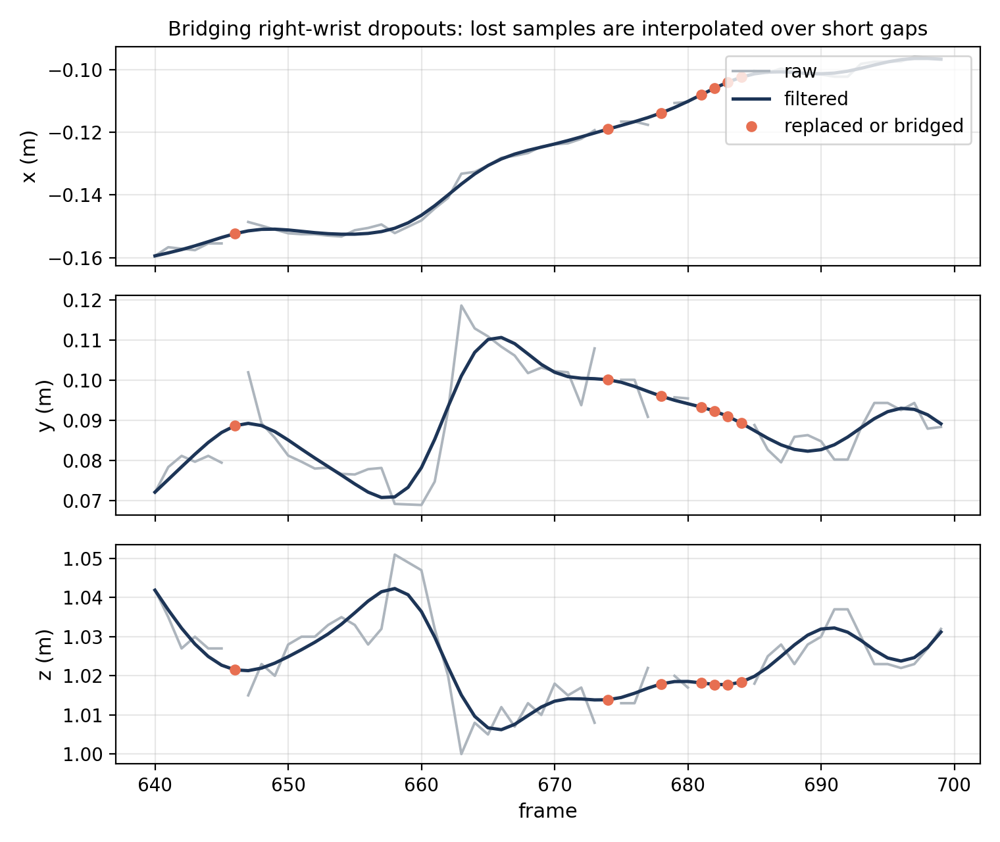 Bridging right-wrist dropouts: lost samples are interpolated over short gaps
x (m)
−0.10
−0.12
−0.14
−0.16
raw
filtered
replaced or bridged
y (m)
0.12
0.11
0.10
0.09
0.08
0.07
z (m)
1.05
1.04
1.03
1.02
1.01
1.00
640 650 660 670 680 690 700
frame